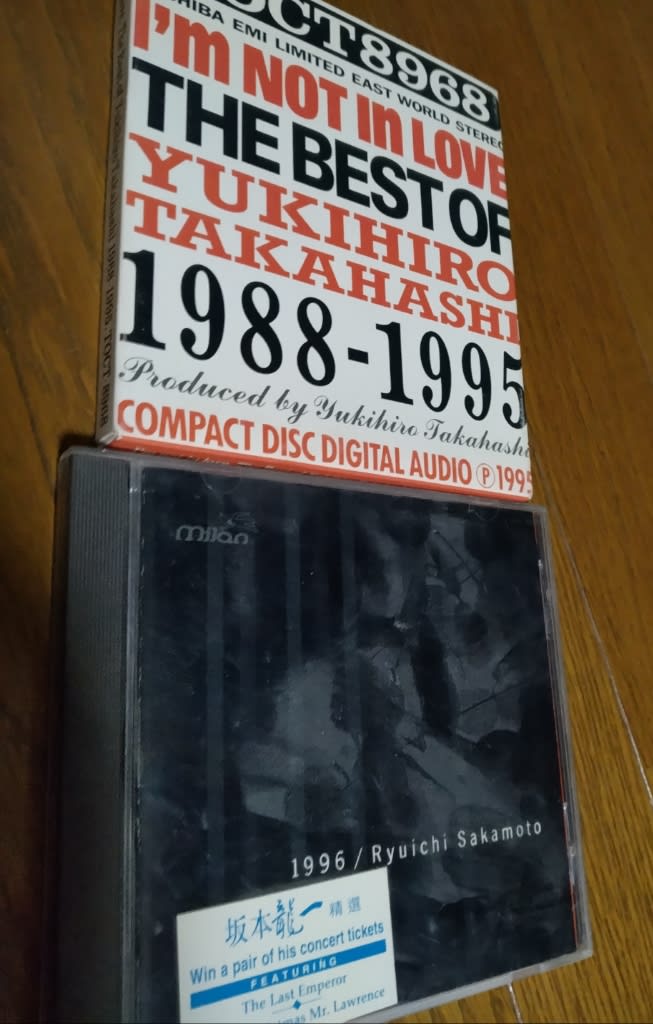 TOCT8968
TOSHIBA EMI LIMITED EAST WORLD STEREO
I'm NOT In LOVE
THE BEST OF
YUKIHIRO
TAKAHASHI
1988-1995
Produced by Yukihiro Takahashi
COMPACT DISC DIGITAL AUDIO Ⓟ 1995
milan
1996 / Ryuichi Sakamoto
坂本龍一 精選
Win a pair of his concert tickets
FEATURING
The Last Emperor
mas Mr. Lawrence